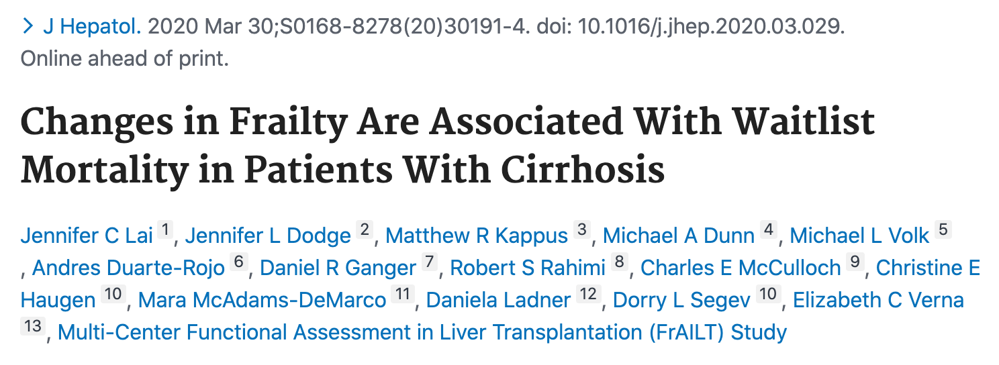 > J Hepatol. 2020 Mar 30;S0168-8278(20)30191-4. doi: 10.1016/j.jhep.2020.03.029.
Online ahead of print.
Changes in Frailty Are Associated With Waitlist
Mortality in Patients With Cirrhosis
Jennifer C Lai 1, Jennifer L Dodge 2, Matthew R Kappus 3, Michael A Dunn 4, Michael L Volk 5
, Andres Duarte-Rojo 6, Daniel R Ganger 7, Robert S Rahimi 8, Charles E McCulloch 9, Christine E
Haugen 10, Mara McAdams-DeMarco 11, Daniela Ladner 12, Dorry L Segev 10, Elizabeth C Verna
13, Multi-Center Functional Assessment in Liver Transplantation (FrAILT) Study